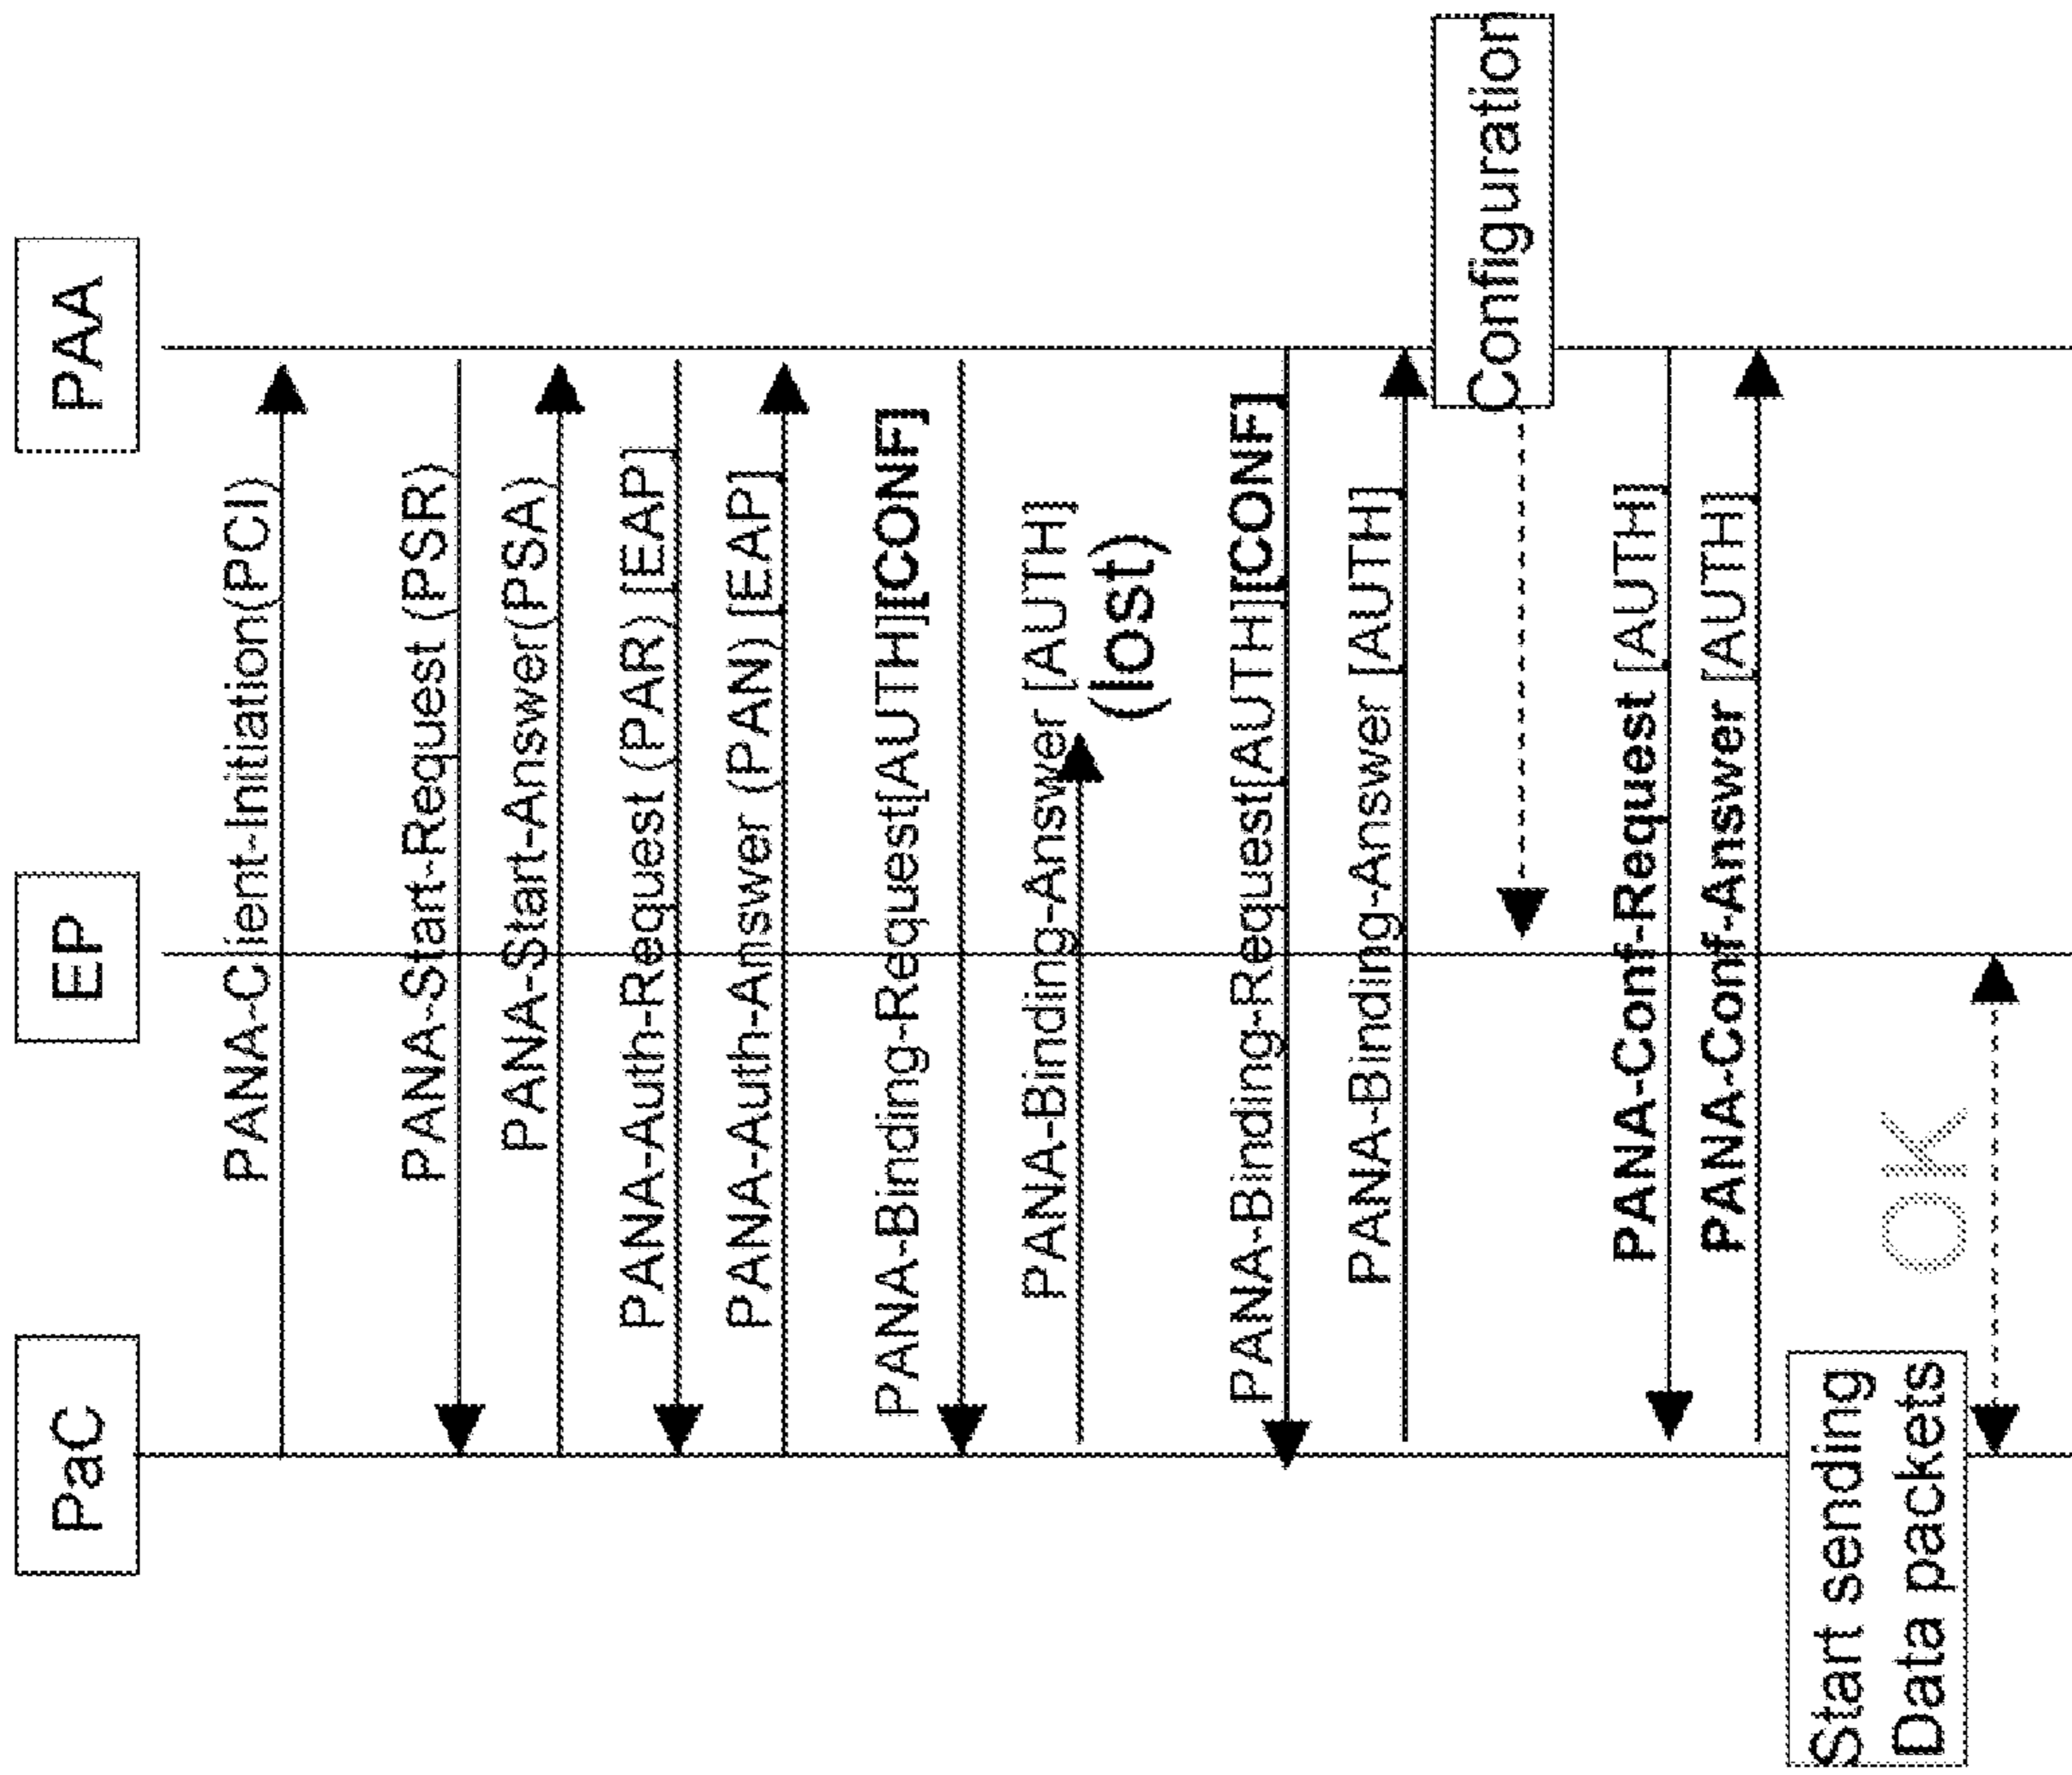 PaC
EP
PAA
PANA-Client-Initiation(PCI)
PANA-Start-Request (PSR)
PANA-Start-Answer(PSA)
PANA-Auth-Request (PAR) [EAP]
PANA-Auth-Answer (PAN) [EAP]
PANA-Binding-Request[AUTH][CONF]
PANA-Binding-Answer [AUTH]
(lost)
PANA-Binding-Request[AUTH][CONF]
PANA-Binding-Answer [AUTH]
Configuration
PANA-Conf-Request [AUTH]
PANA-Conf-Answer [AUTH]
Start sending
Data packets
OK